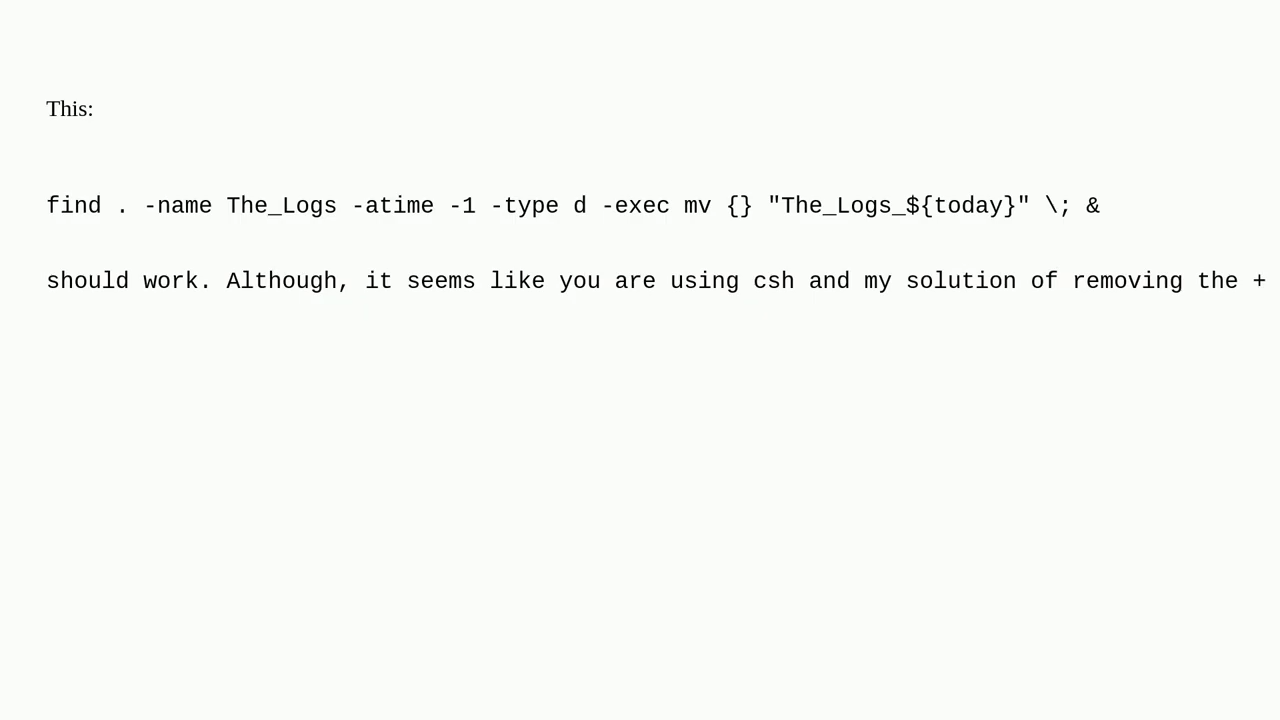 This:
find . -name The_Logs -atime -1 -type d -exec mv {} "The_Logs_${today}" \; &
should work. Although, it seems like you are using csh and my solution of removing the +